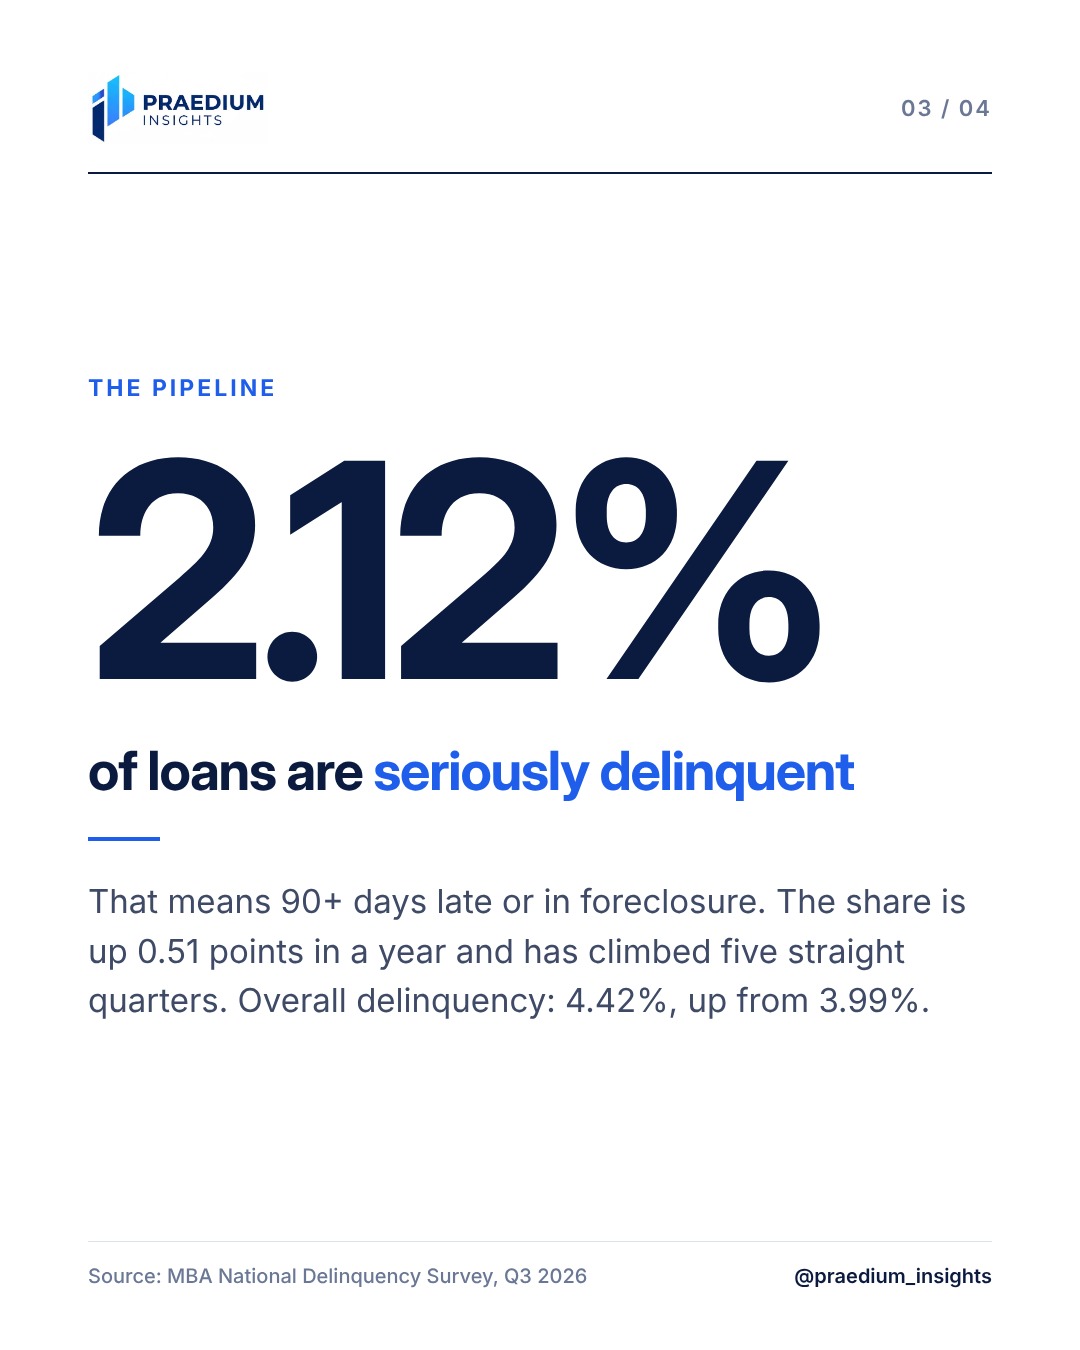 PRAEDIUM
INSIGHTS
03 / 04
THE PIPELINE
2.12%
of loans are seriously delinquent
That means 90+ days late or in foreclosure. The share is
up 0.51 points in a year and has climbed five straight
quarters. Overall delinquency: 4.42%, up from 3.99%.
Source: MBA National Delinquency Survey, Q3 2026
@praedium_insights